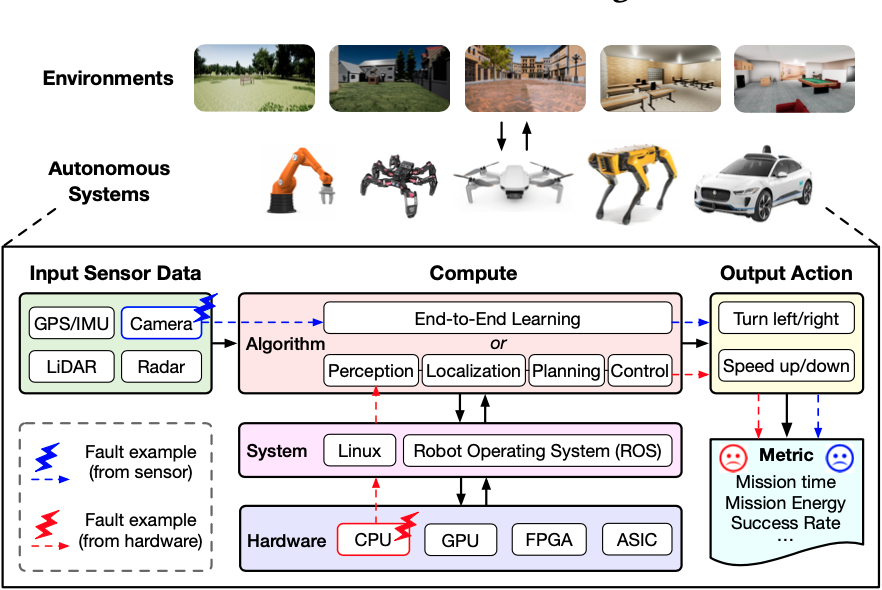 Environments
Autonomous
Systems
Input Sensor Data
Compute
Output Action
GPS/IMU
Camera
LiDAR
Radar
Algorithm
End-to-End Learning
or
Perception
Localization
Planning
Control
Turn left/right
Speed up/down
Fault example
(from sensor)
Fault example
(from hardware)
System
Linux
Robot Operating System (ROS)
Hardware
CPU
GPU
FPGA
ASIC
Metric
Mission time
Mission Energy
Success Rate
...